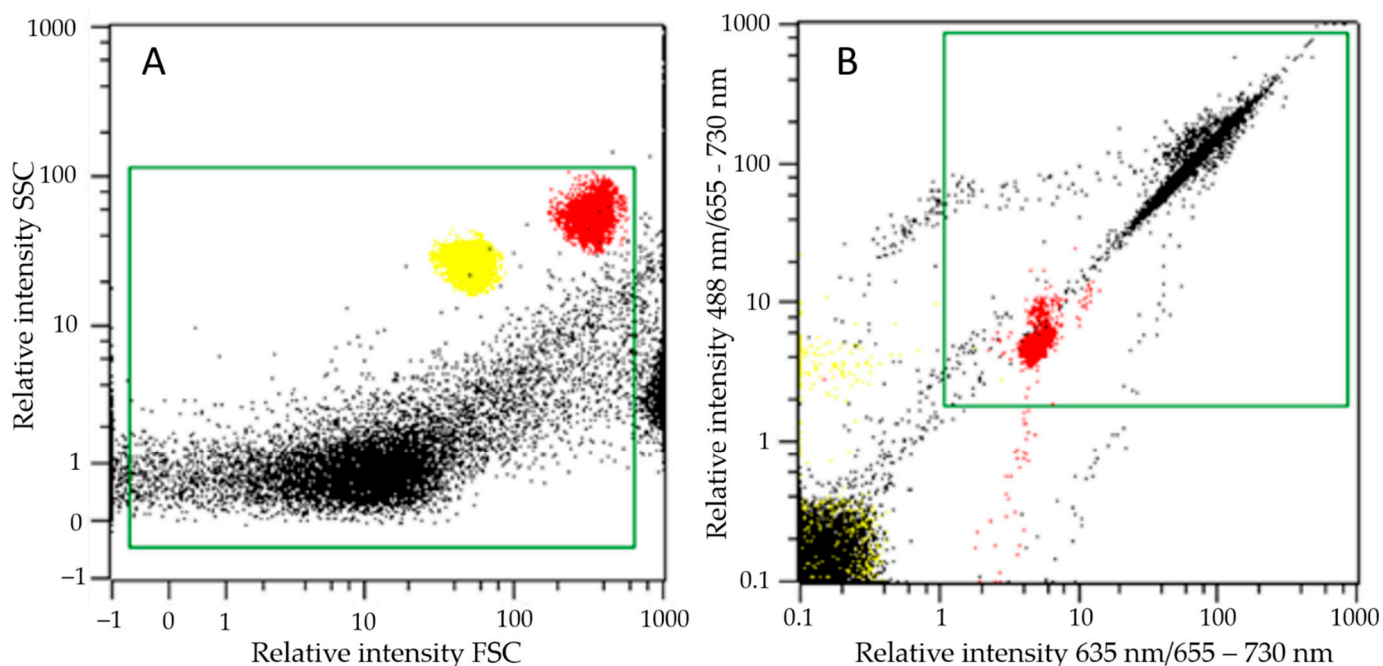 A
Relative intensity SSC
1000
100
10
1
0
−1
−1 0 1 10 100 1000
Relative intensity FSC
B
Relative intensity 488 nm/655 - 730 nm
1000
100
10
1
0.1
0.1 1 10 100 1000
Relative intensity 635 nm/655 – 730 nm